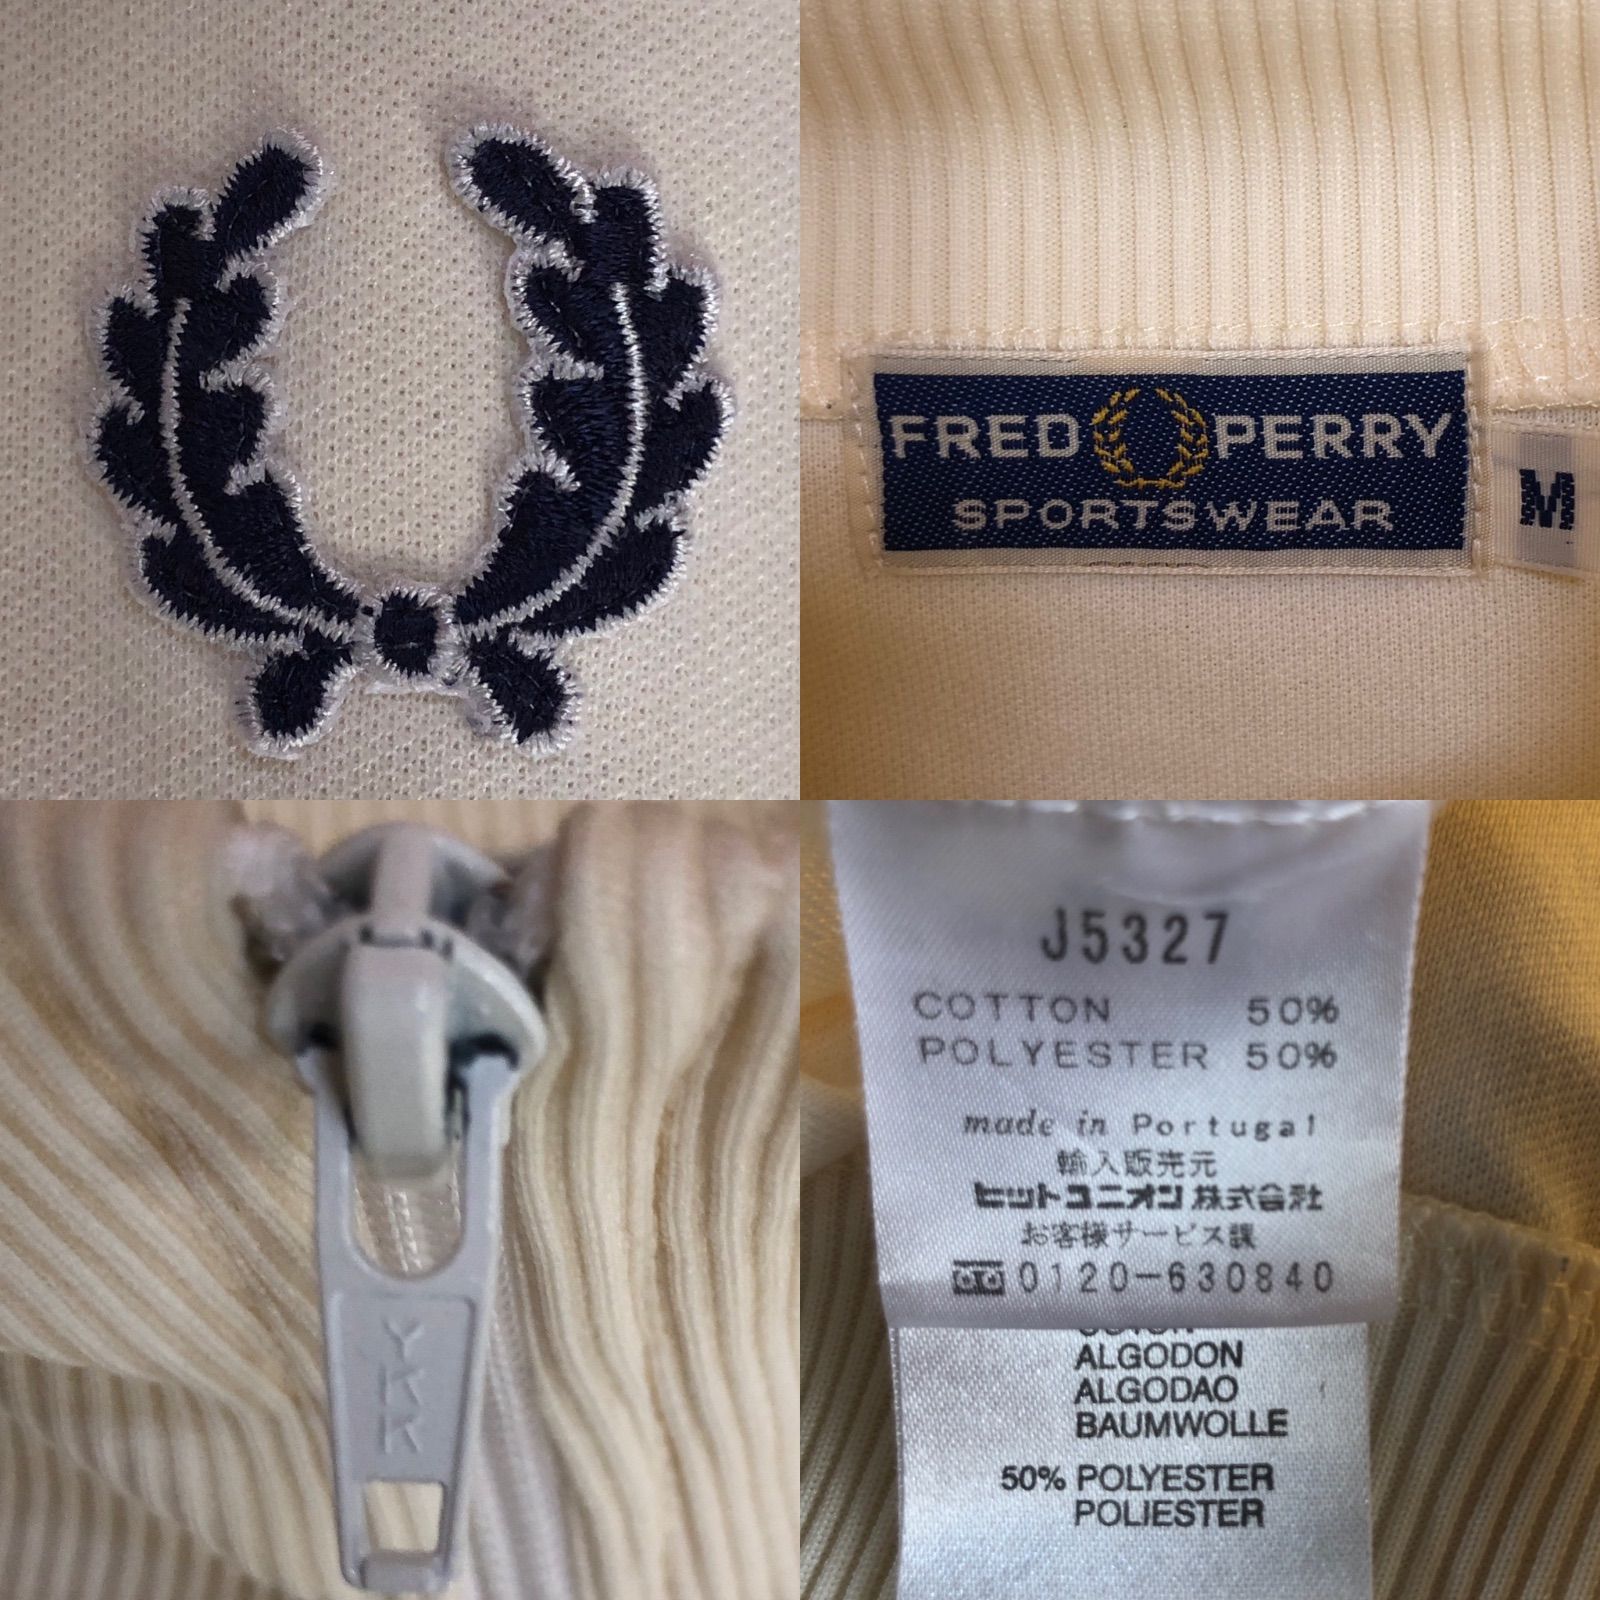 FRED PERRY
SPORTSWEAR
M
YKK
J5327
COTTON 50%
POLYESTER 50%
made in Portugal
輸入販売元
ヒットユニオン株式会社
お客様サービス課
0120-630840
ALGODON
ALGODAO
BAUMWOLLE
50% POLYESTER
POLIESTER